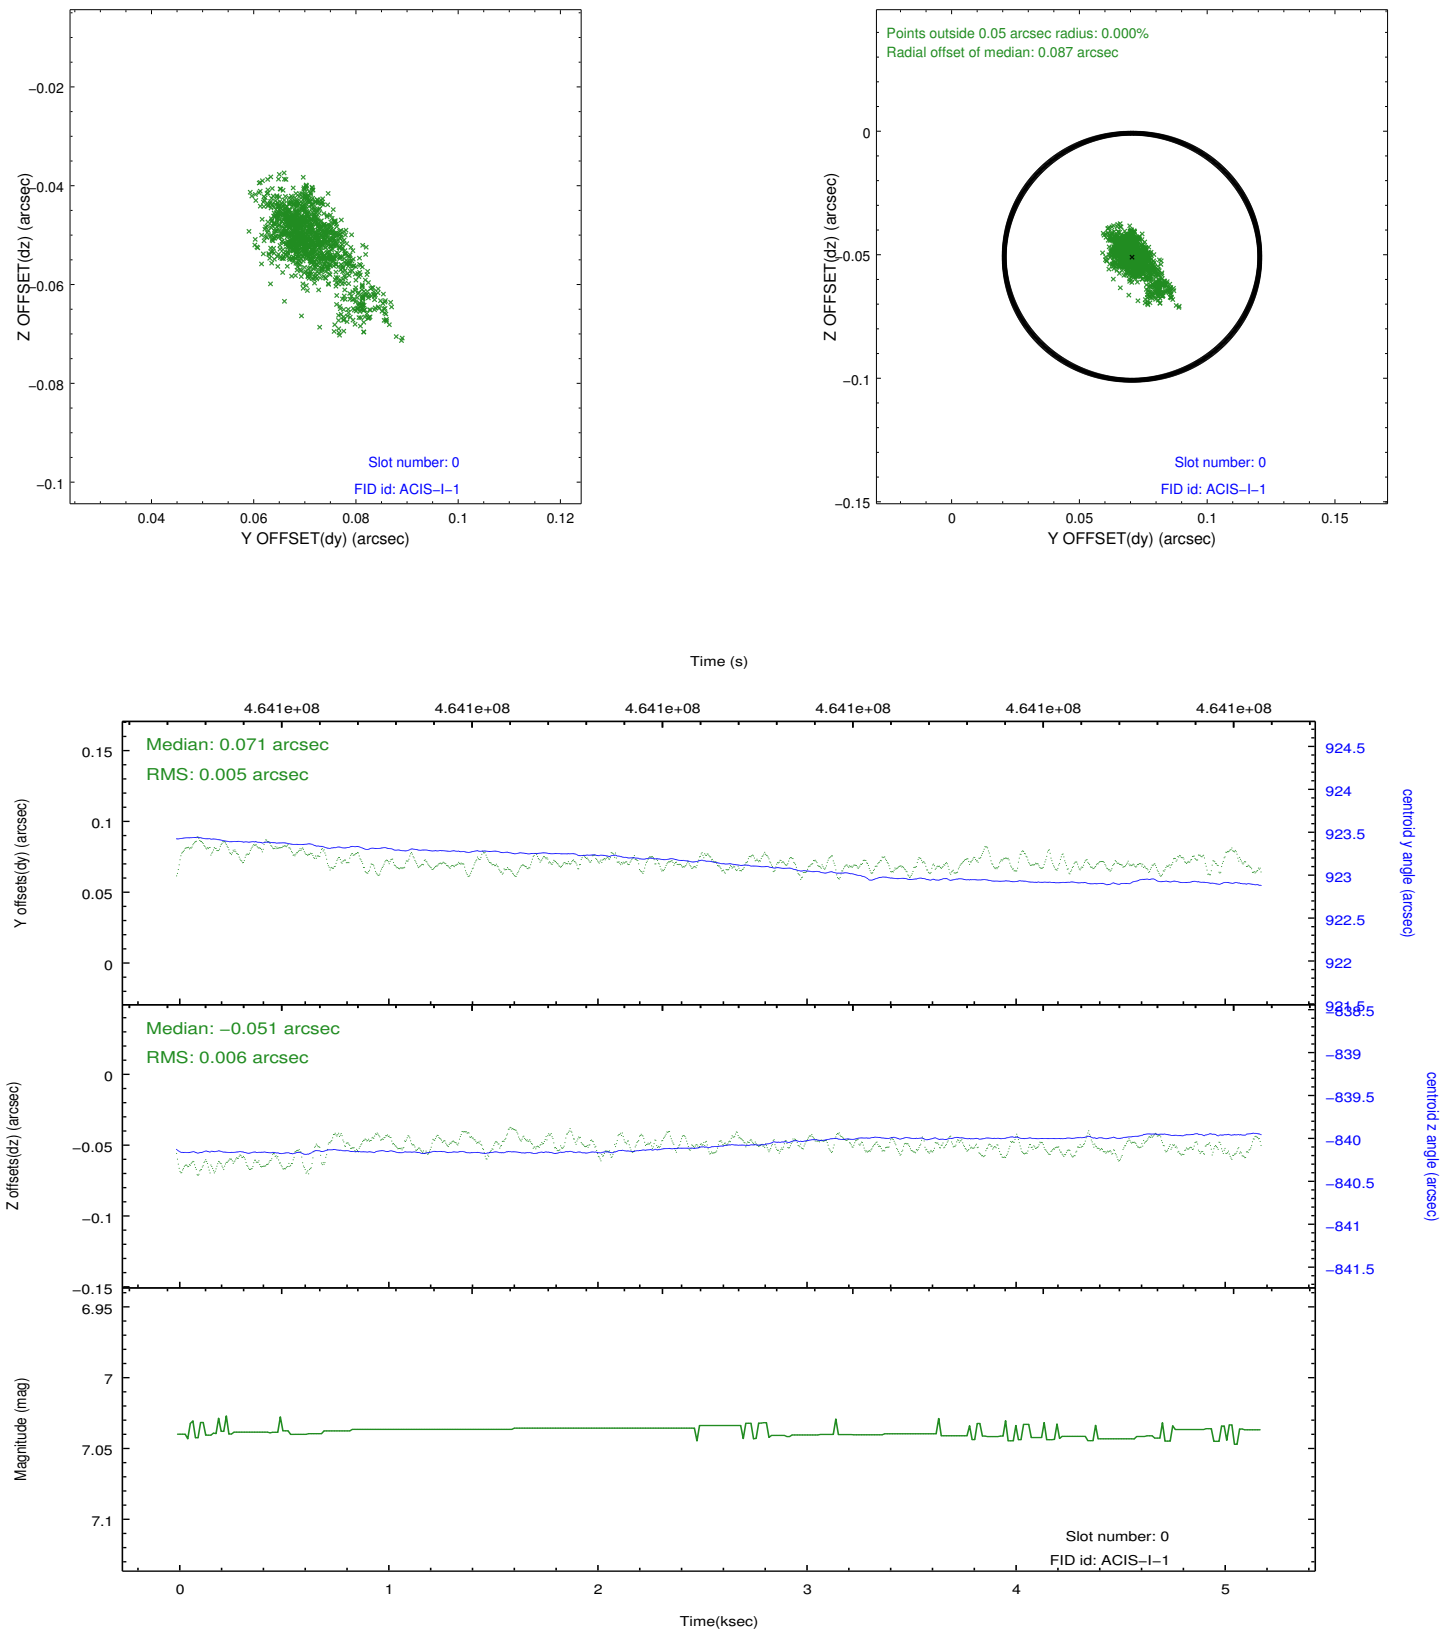 −0.02
−0.04
−0.06
−0.08
−0.1
Z OFFSET(dz) (arcsec)
Slot number: 0
FID id: ACIS−I−1
0.04 0.06 0.08 0.1 0.12
Y OFFSET(dy) (arcsec)
Points outside 0.05 arcsec radius: 0.000%
Radial offset of median: 0.087 arcsec
0
−0.05
−0.1
−0.15
Z OFFSET(dz) (arcsec)
Slot number: 0
FID id: ACIS−I−1
0 0.05 0.1 0.15
Y OFFSET(dy) (arcsec)
Time (s)
4.641e+08 4.641e+08 4.641e+08 4.641e+08 4.641e+08 4.641e+08
Median: 0.071 arcsec
RMS: 0.005 arcsec
0.15
0.1
0.05
0
Y offsets(dy) (arcsec)
924.5
924
923.5
923
922.5
922
921.5
centroid y angle (arcsec)
Median: −0.051 arcsec
RMS: 0.006 arcsec
0
−0.05
−0.1
−0.15
Z offsets(dz) (arcsec)
−838.5
−839
−839.5
−840
−840.5
−841
−841.5
centroid z angle (arcsec)
6.95
7
7.05
7.1
Magnitude (mag)
Slot number: 0
FID id: ACIS−I−1
0 1 2 3 4 5
Time(ksec)